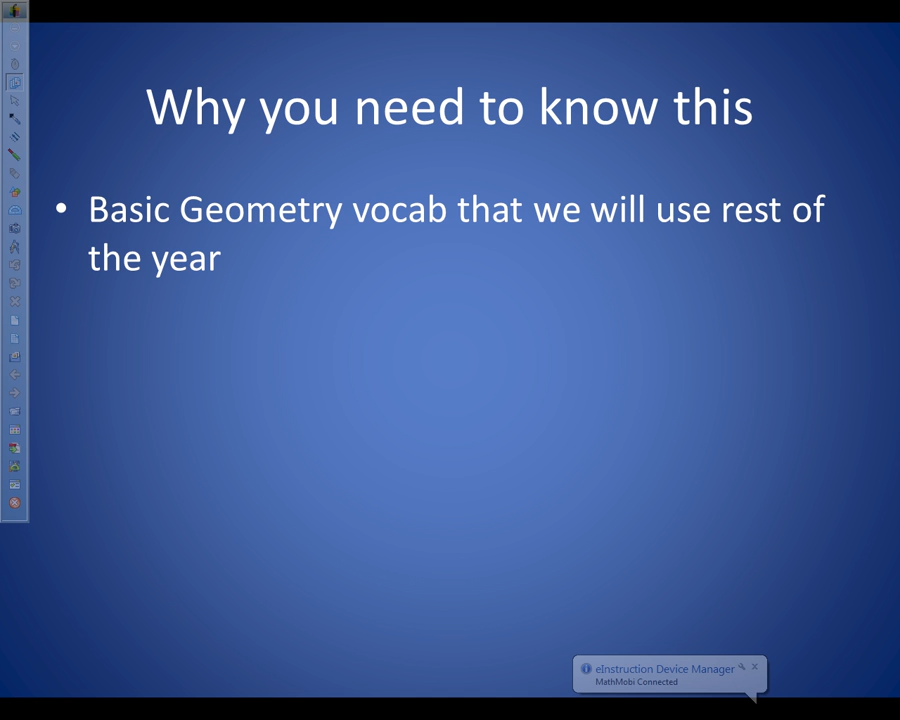 Why you need to know this
• Basic Geometry vocab that we will use rest of
the year
eInstruction Device Manager
MathMobi Connected